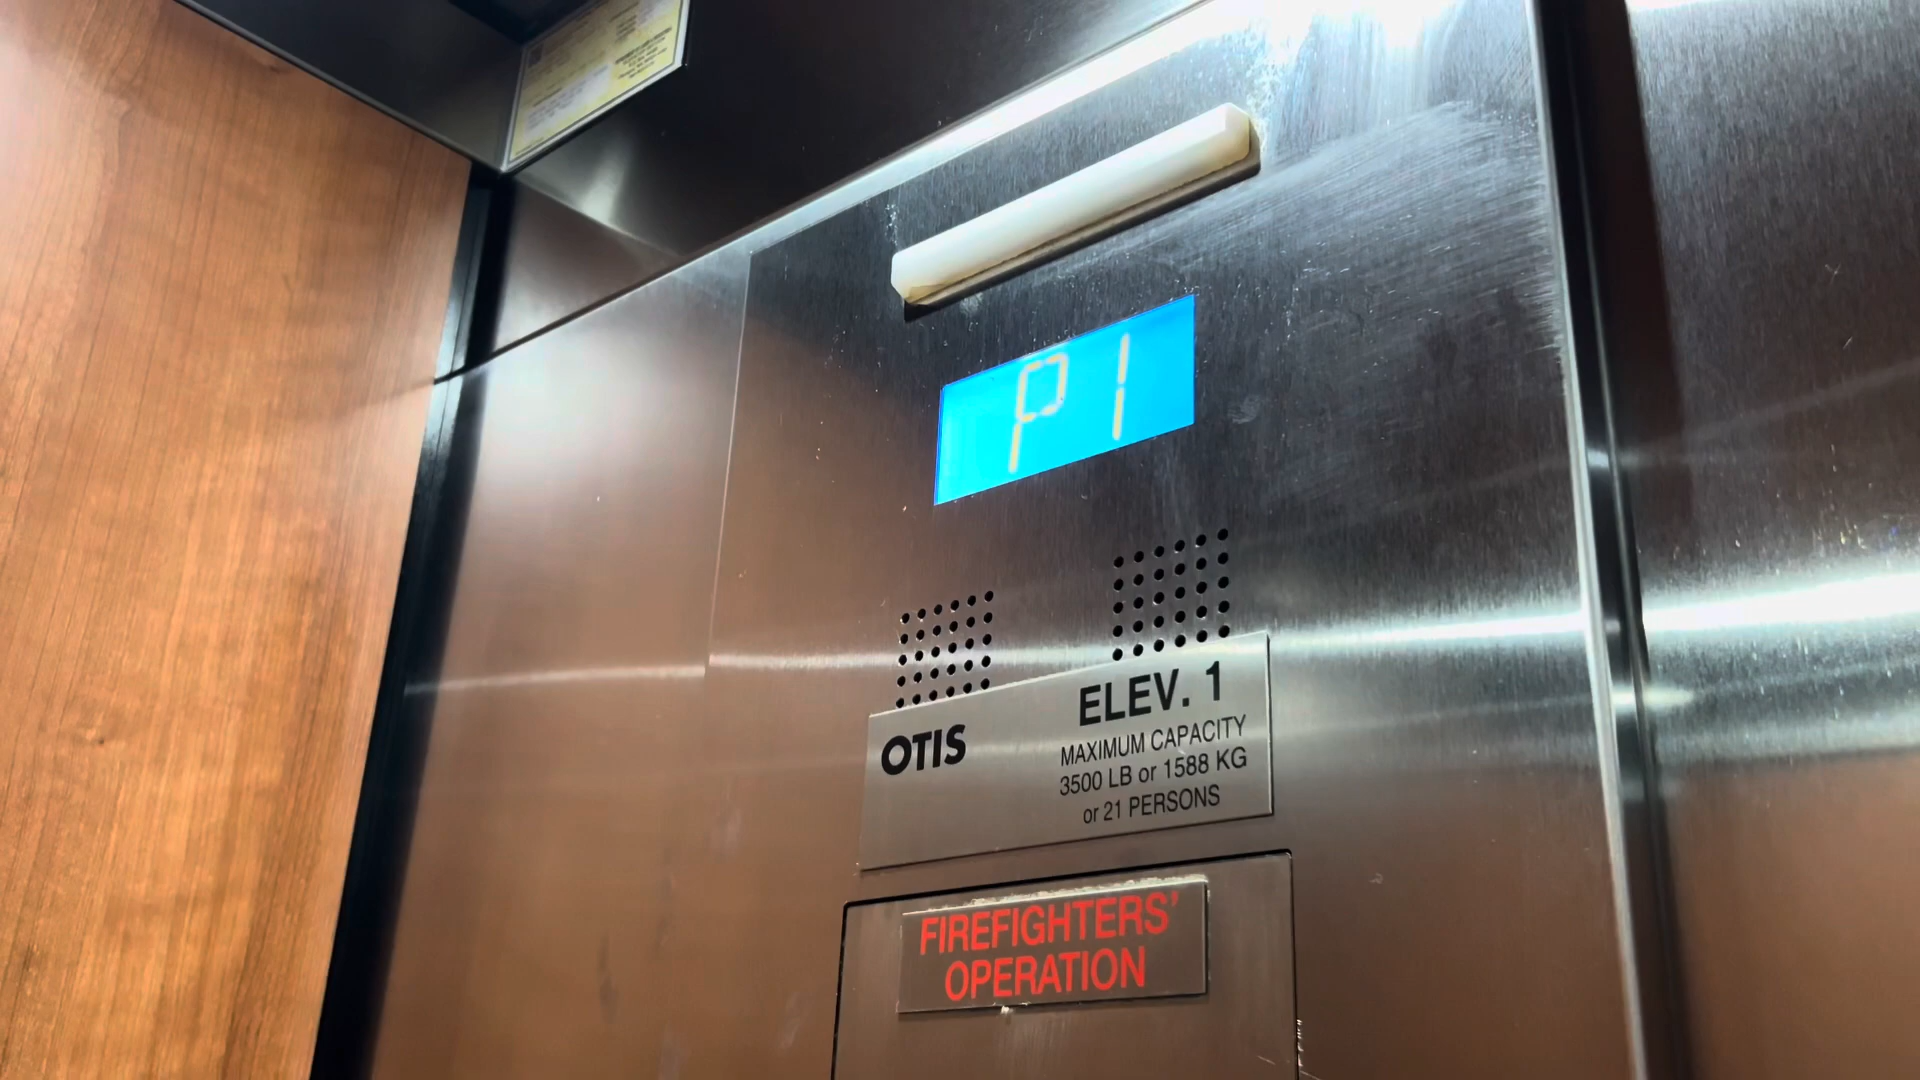 P1
OTIS
ELEV. 1
MAXIMUM CAPACITY
3500 LB or 1588 KG
or 21 PERSONS
FIREFIGHTERS'
OPERATION